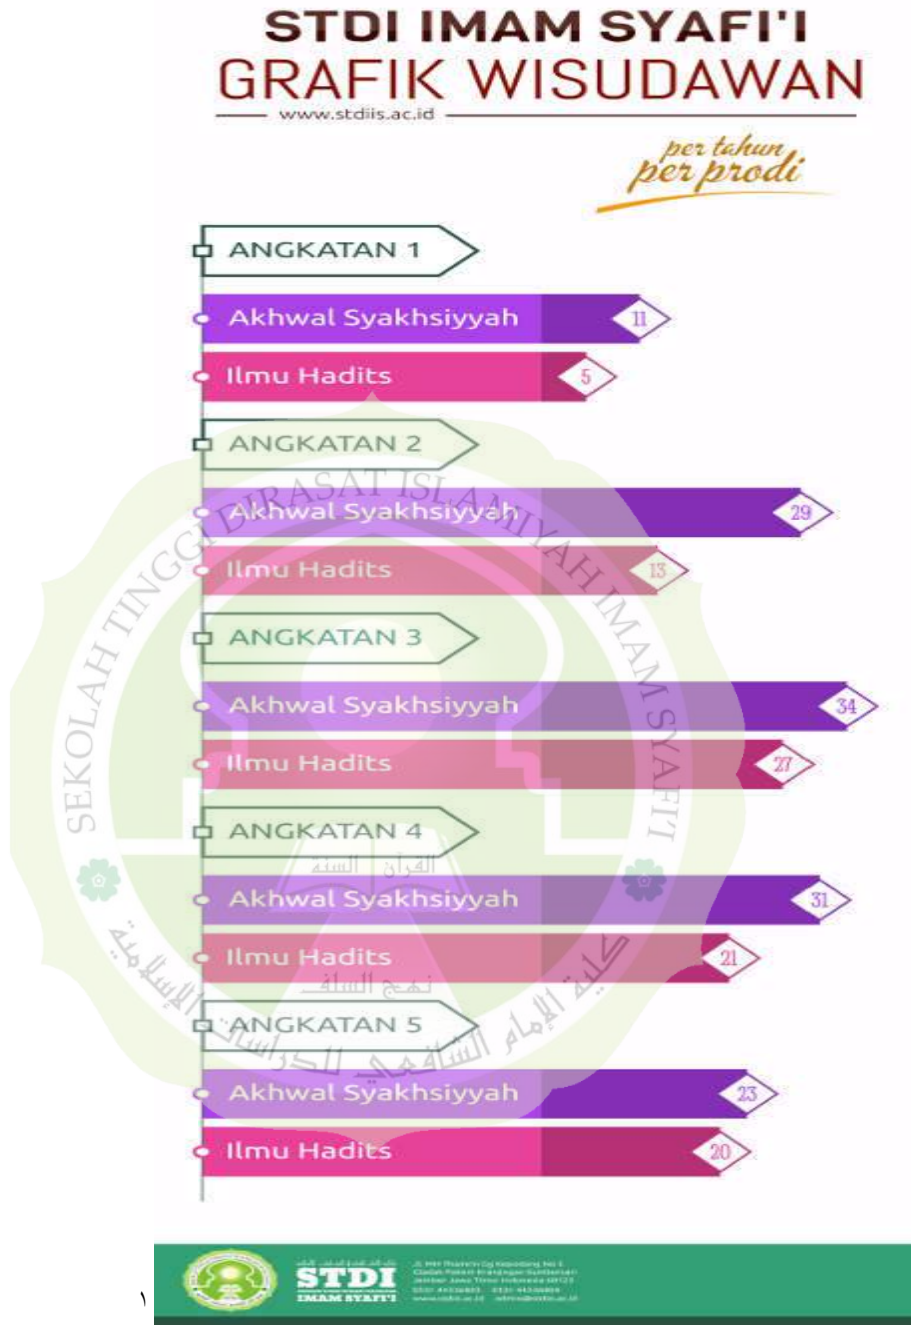 STDI IMAM SYAFI'I
GRAFIK WISUDAWAN
www.stdiis.ac.id
per tahun
per prodi
ANGKATAN 1
Akhwal Syakhsiyyah 11
Ilmu Hadits 5
ANGKATAN 2
Akhwal Syakhsiyyah 29
Ilmu Hadits 13
ANGKATAN 3
Akhwal Syakhsiyyah 34
Ilmu Hadits 27
ANGKATAN 4
Akhwal Syakhsiyyah 31
Ilmu Hadits 21
ANGKATAN 5
Akhwal Syakhsiyyah 23
Ilmu Hadits 20
SEKOLAH TINGGI DIRASAT ISLAMIYAH IMAM SYAFI'I
القرآن السنة
نهج السلف
كلية الإمام الشافعي للدراسات الإسلامية
STDI
IMAM SYAFI'I
١